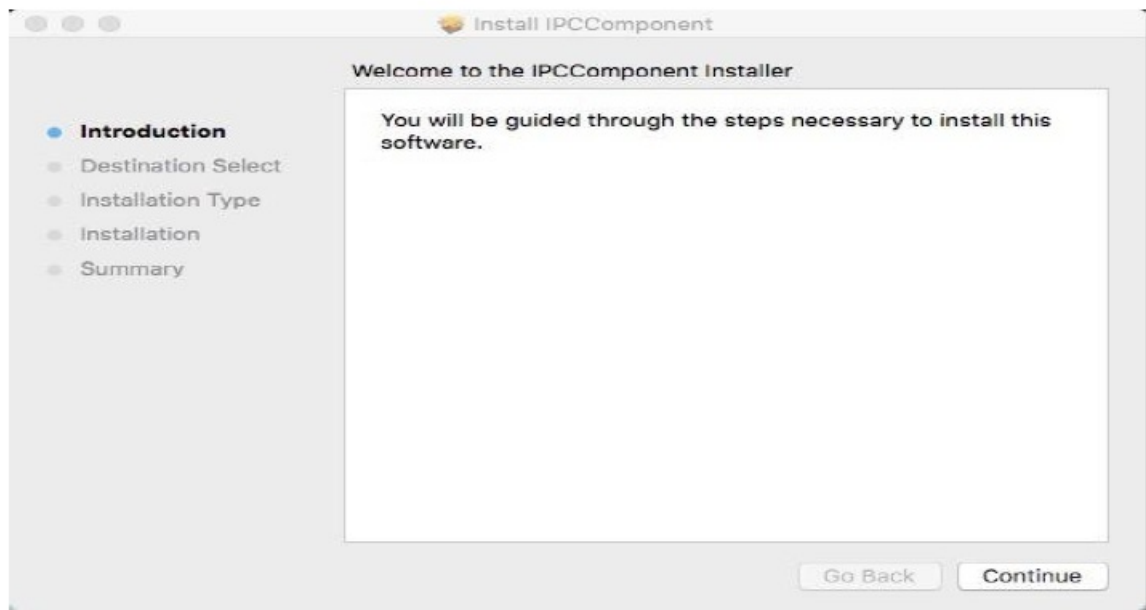 Install IPCComponent
Welcome to the IPCComponent Installer
Introduction
Destination Select
Installation Type
Installation
Summary
You will be guided through the steps necessary to install this
software.
Go Back
Continue